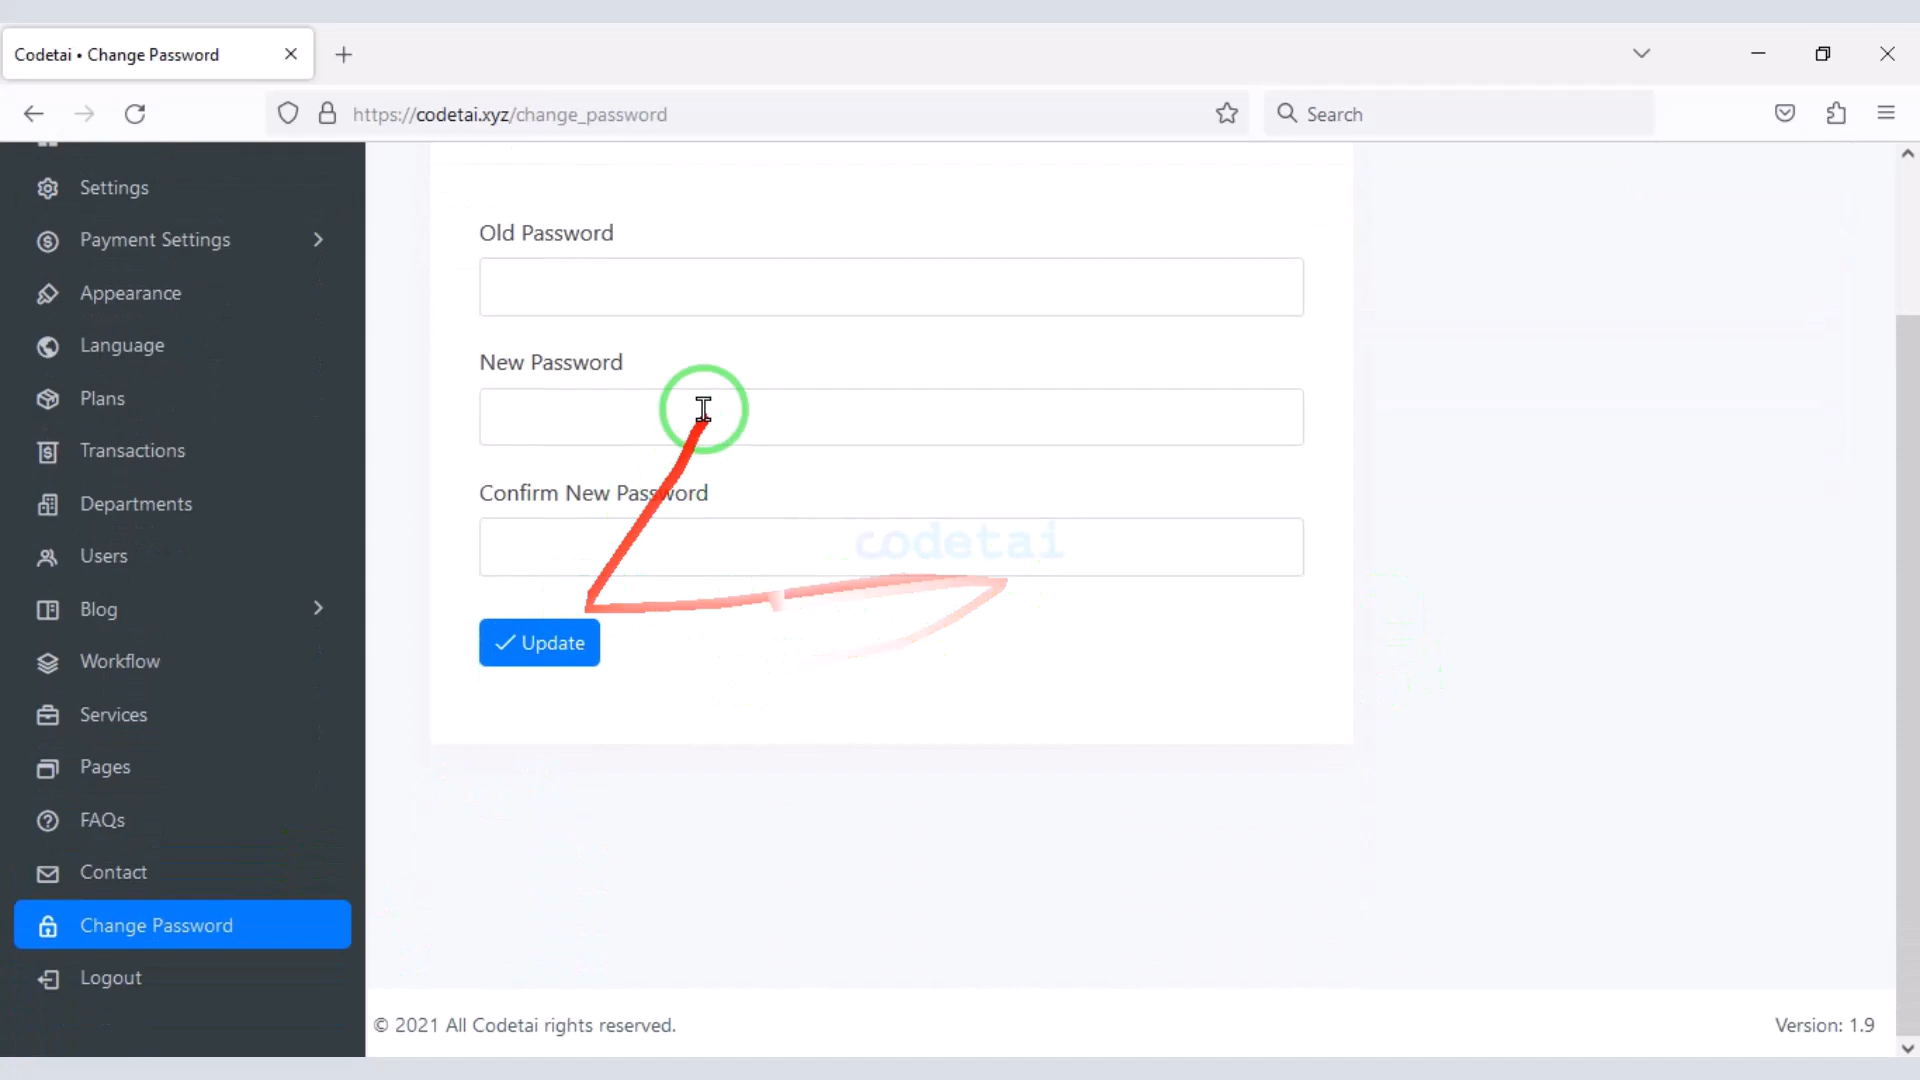 Codetai • Change Password
https://codetai.xyz/change_password
Search
Settings
Payment Settings
Appearance
Language
Plans
Transactions
Departments
Users
Blog
Workflow
Services
Pages
FAQs
Contact
Change Password
Logout
Old Password
New Password
Confirm New Password
codetai
Update
© 2021 All Codetai rights reserved.
Version: 1.9